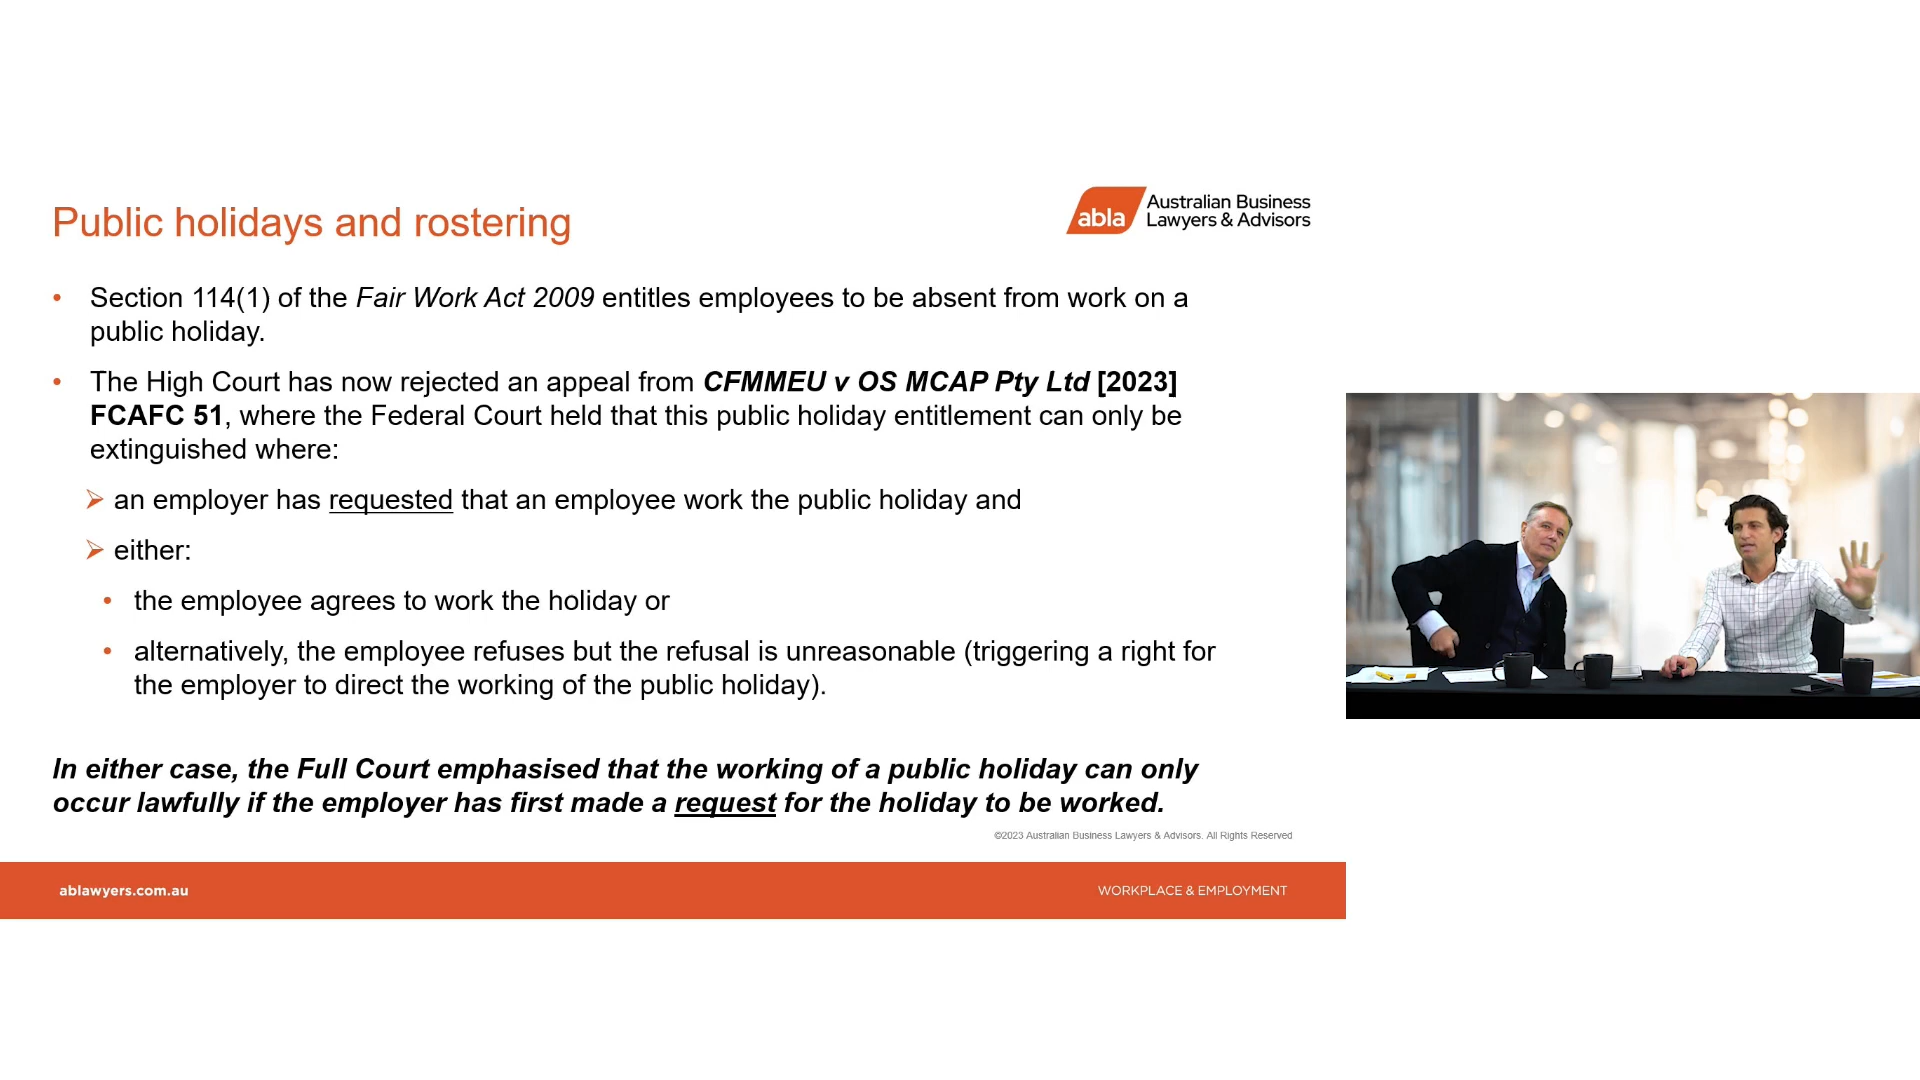 Public holidays and rostering
abla
Australian Business
Lawyers & Advisors
• Section 114(1) of the Fair Work Act 2009 entitles employees to be absent from work on a
public holiday.
• The High Court has now rejected an appeal from CFMMEU v OS MCAP Pty Ltd [2023]
FCAFC 51, where the Federal Court held that this public holiday entitlement can only be
extinguished where:
➢ an employer has requested that an employee work the public holiday and
➢ either:
• the employee agrees to work the holiday or
• alternatively, the employee refuses but the refusal is unreasonable (triggering a right for
the employer to direct the working of the public holiday).
In either case, the Full Court emphasised that the working of a public holiday can only
occur lawfully if the employer has first made a request for the holiday to be worked.
©2023 Australian Business Lawyers & Advisors. All Rights Reserved
ablawyers.com.au
WORKPLACE & EMPLOYMENT